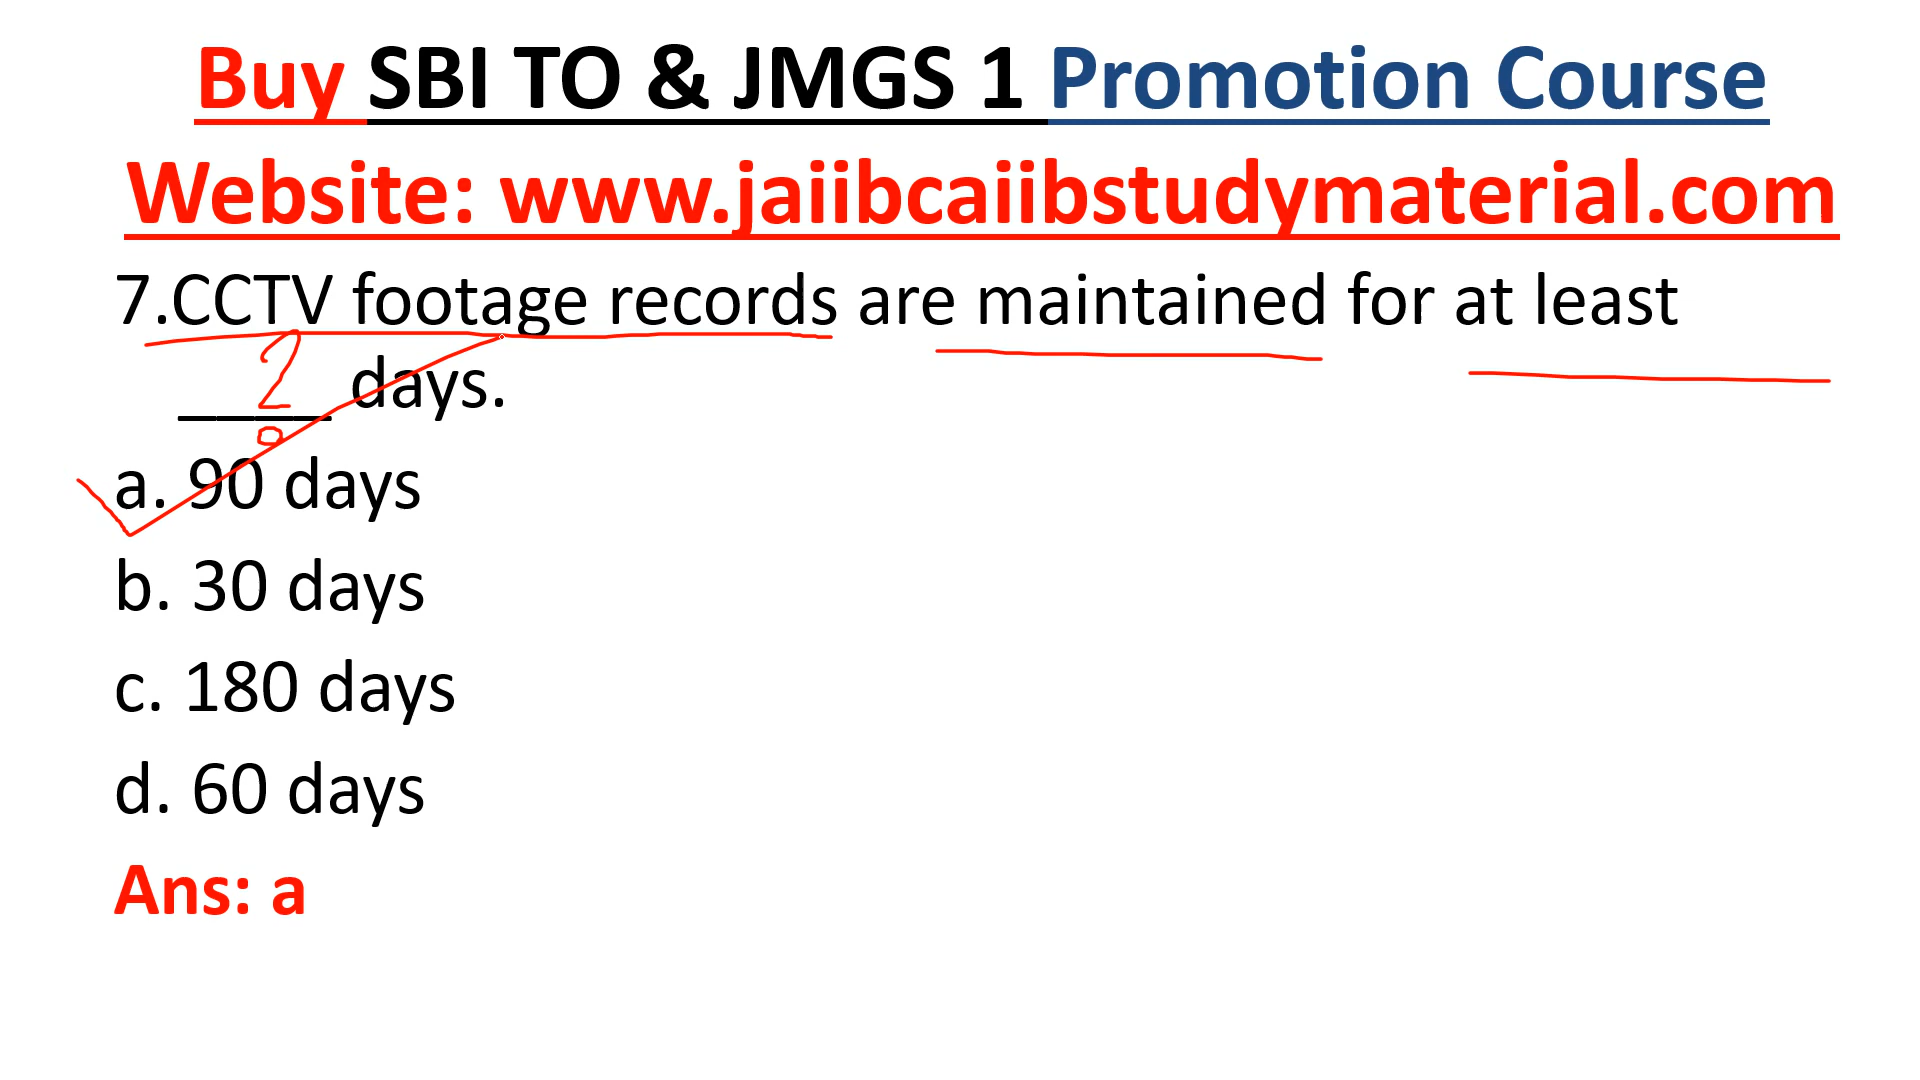 Buy SBI TO & JMGS 1 Promotion Course
Website: www.jaiibcaiibstudymaterial.com
7.CCTV footage records are maintained for at least
____ days.
?
a. 90 days
b. 30 days
c. 180 days
d. 60 days
Ans: a